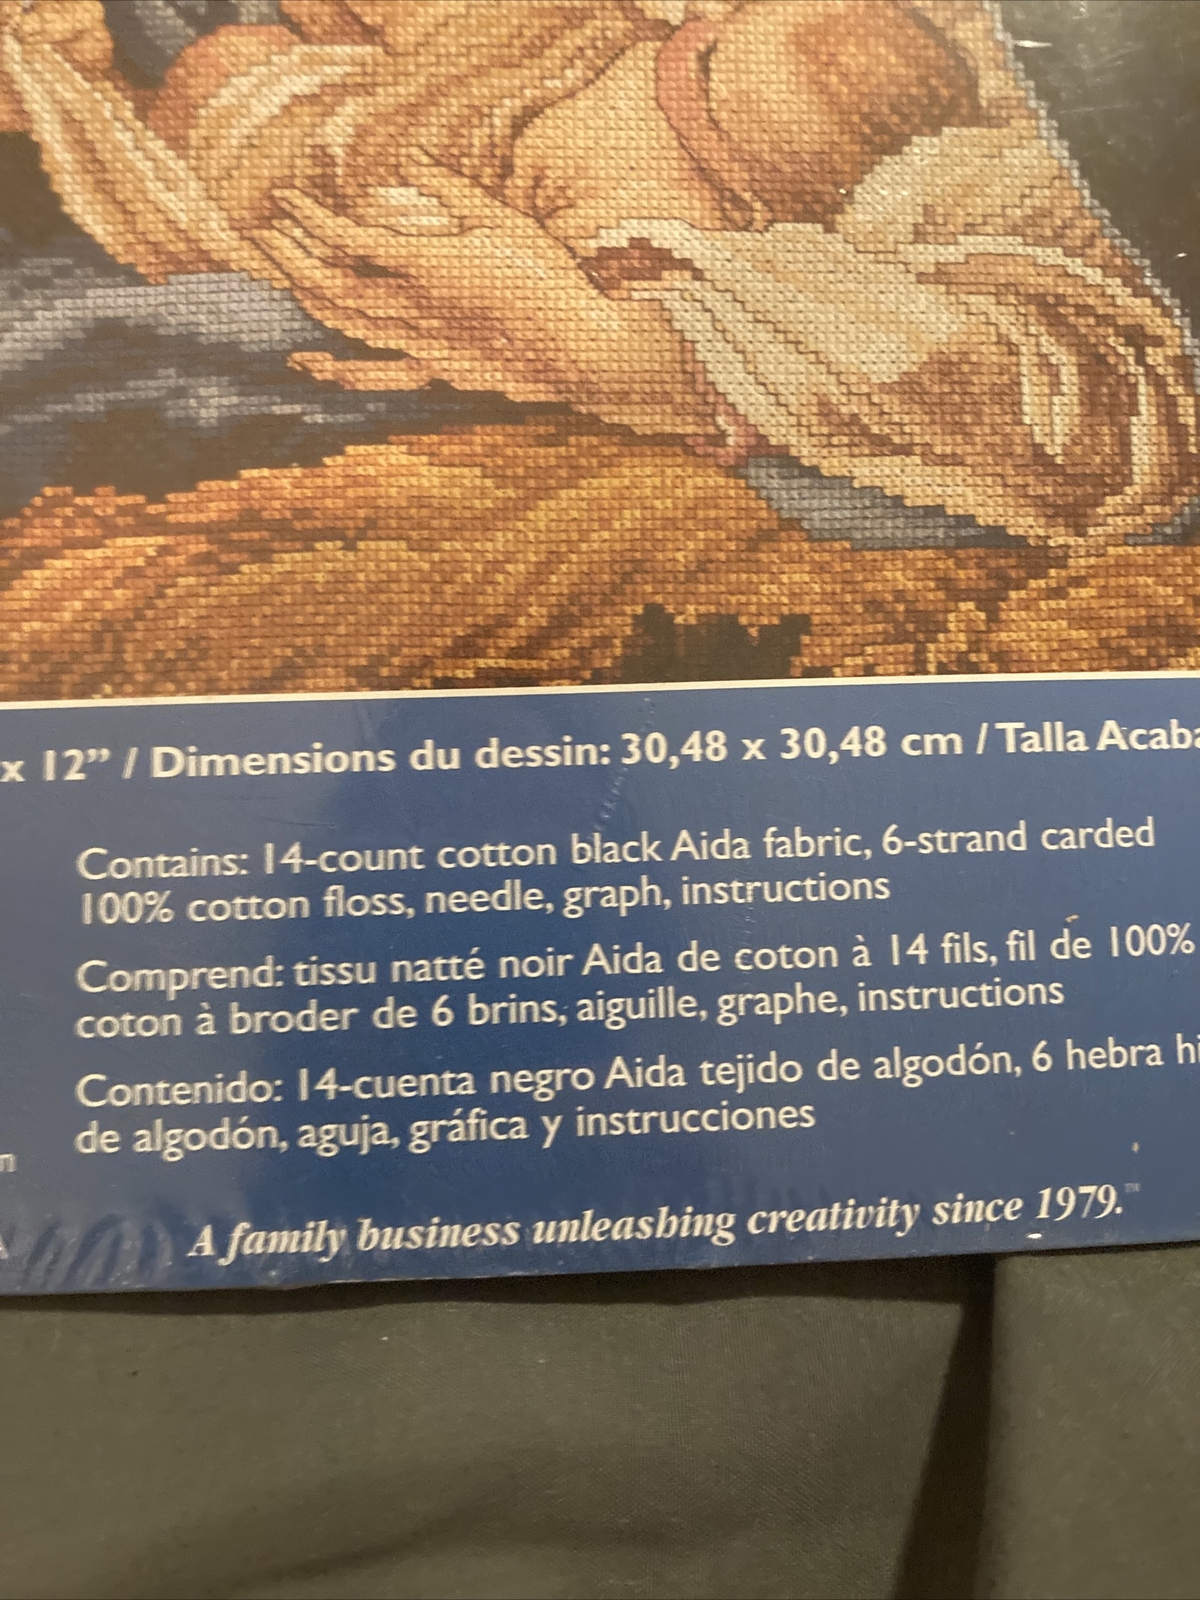 x 12” / Dimensions du dessin: 30,48 x 30,48 cm / Talla Acaba
Contains: 14-count cotton black Aida fabric, 6-strand carded
100% cotton floss, needle, graph, instructions
Comprend: tissu natté noir Aida de coton à 14 fils, fil de 100%
coton à broder de 6 brins, aiguille, graphe, instructions
Contenido: 14-cuenta negro Aida tejido de algodón, 6 hebra hi
de algodón, aguja, gráfica y instrucciones
n
A family business unleashing creativity since 1979.™